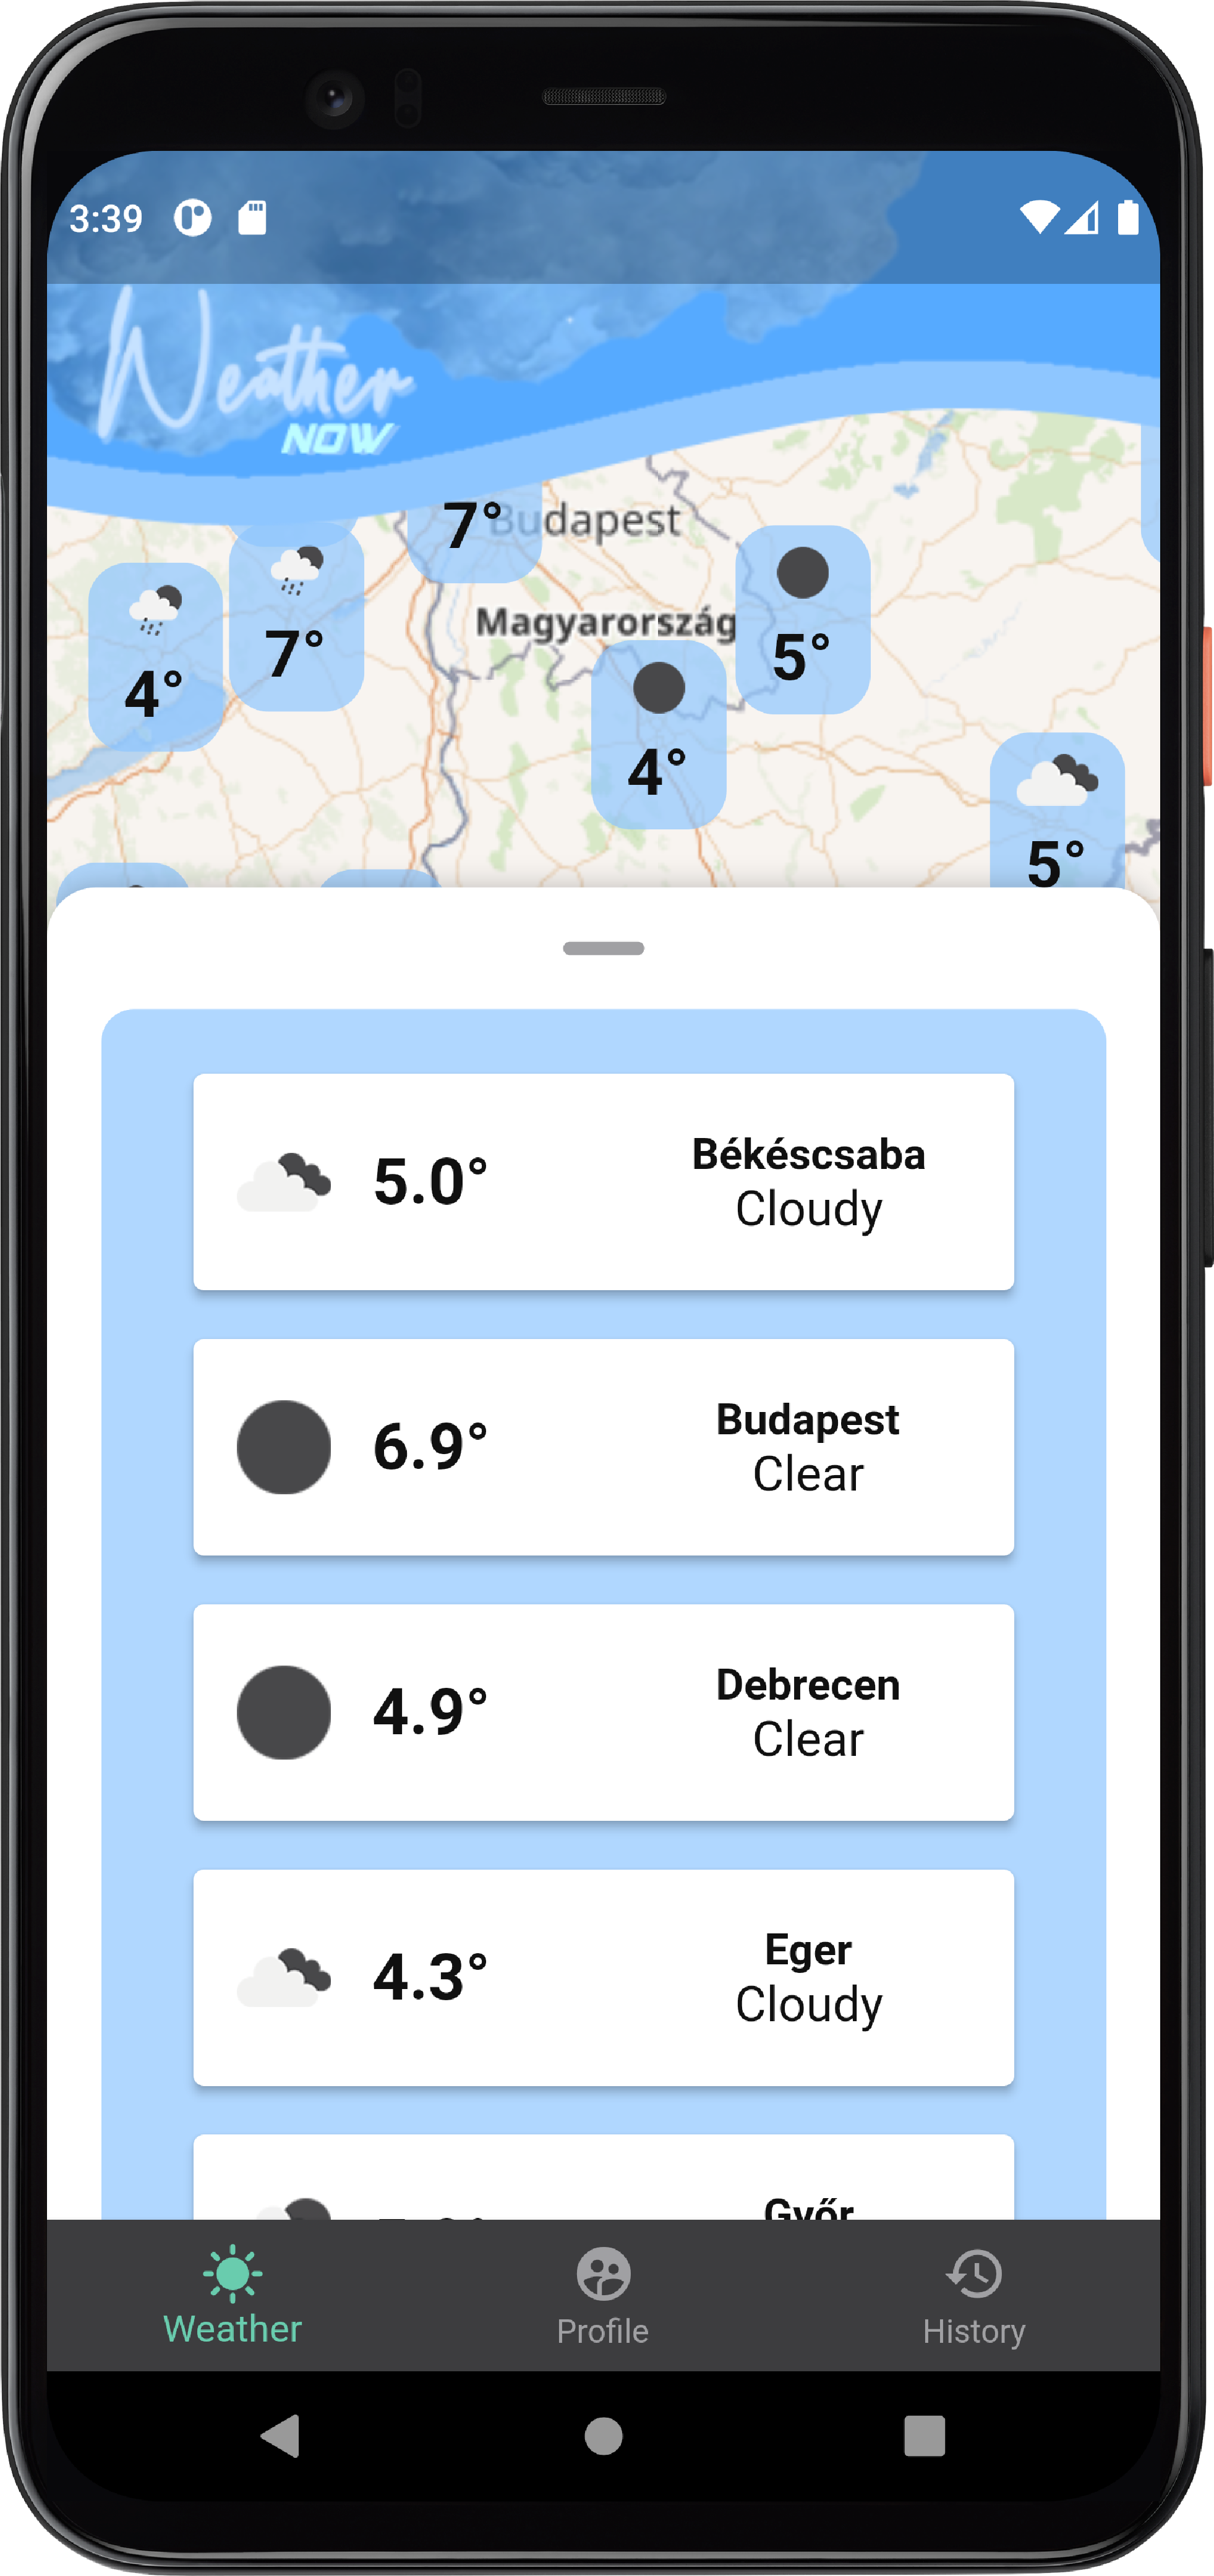 3:39
Weather
NOW
7°
Budapest
Magyarország
4°
7°
5°
4°
5°
5.0°
Békéscsaba
Cloudy
6.9°
Budapest
Clear
4.9°
Debrecen
Clear
4.3°
Eger
Cloudy
Győr
Weather
Profile
History